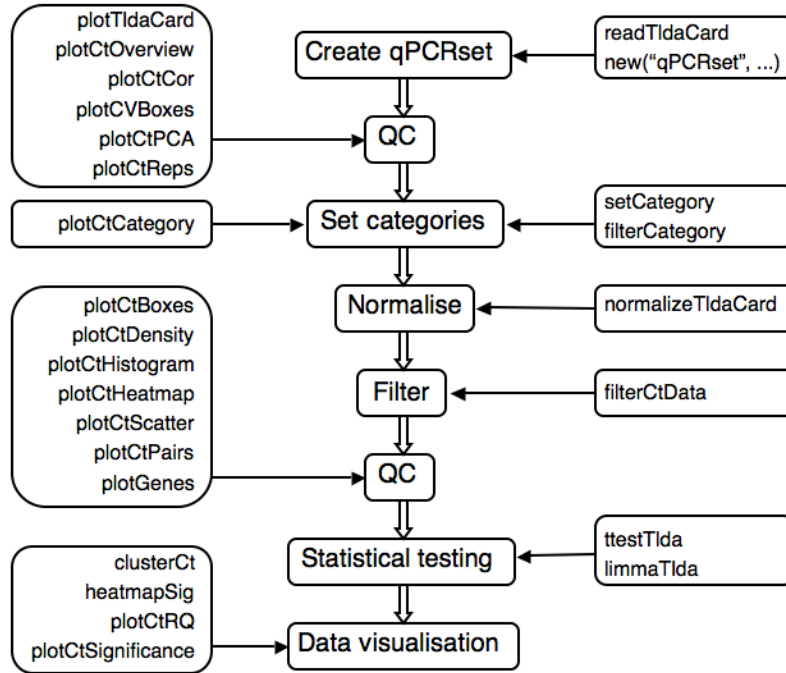 plotTldaCard
plotCtOverview
plotCtCor
plotCVBoxes
plotCtPCA
plotCtReps
Create qPCRset
readTldaCard
new("qPCRset", ...)
QC
plotCtCategory
Set categories
setCategory
filterCategory
plotCtBoxes
plotCtDensity
plotCtHistogram
plotCtHeatmap
plotCtScatter
plotCtPairs
plotGenes
Normalise
normalizeTldaCard
Filter
filterCtData
QC
Statistical testing
ttestTlda
limmaTlda
clusterCt
heatmapSig
plotCtRQ
plotCtSignificance
Data visualisation